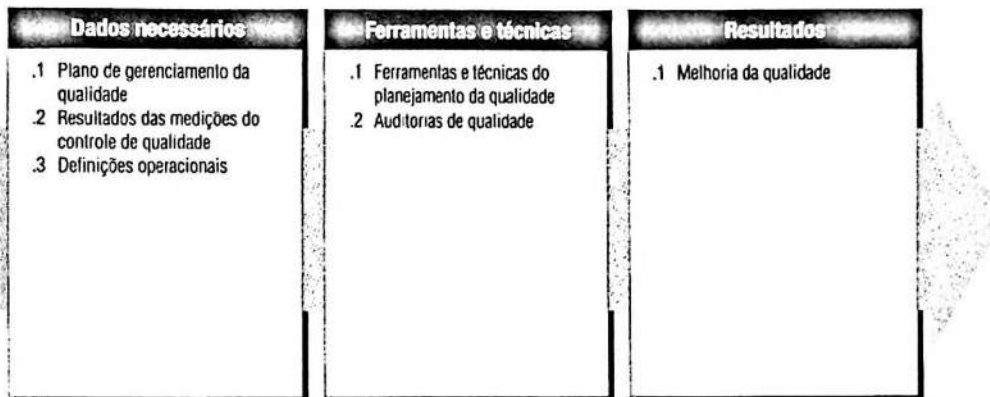 Dados necessários
.1 Plano de gerenciamento da
qualidade
.2 Resultados das medições do
controle de qualidade
.3 Definições operacionais
Ferramentas e técnicas
.1 Ferramentas e técnicas do
planejamento da qualidade
.2 Auditorias de qualidade
Resultados
.1 Melhoria da qualidade